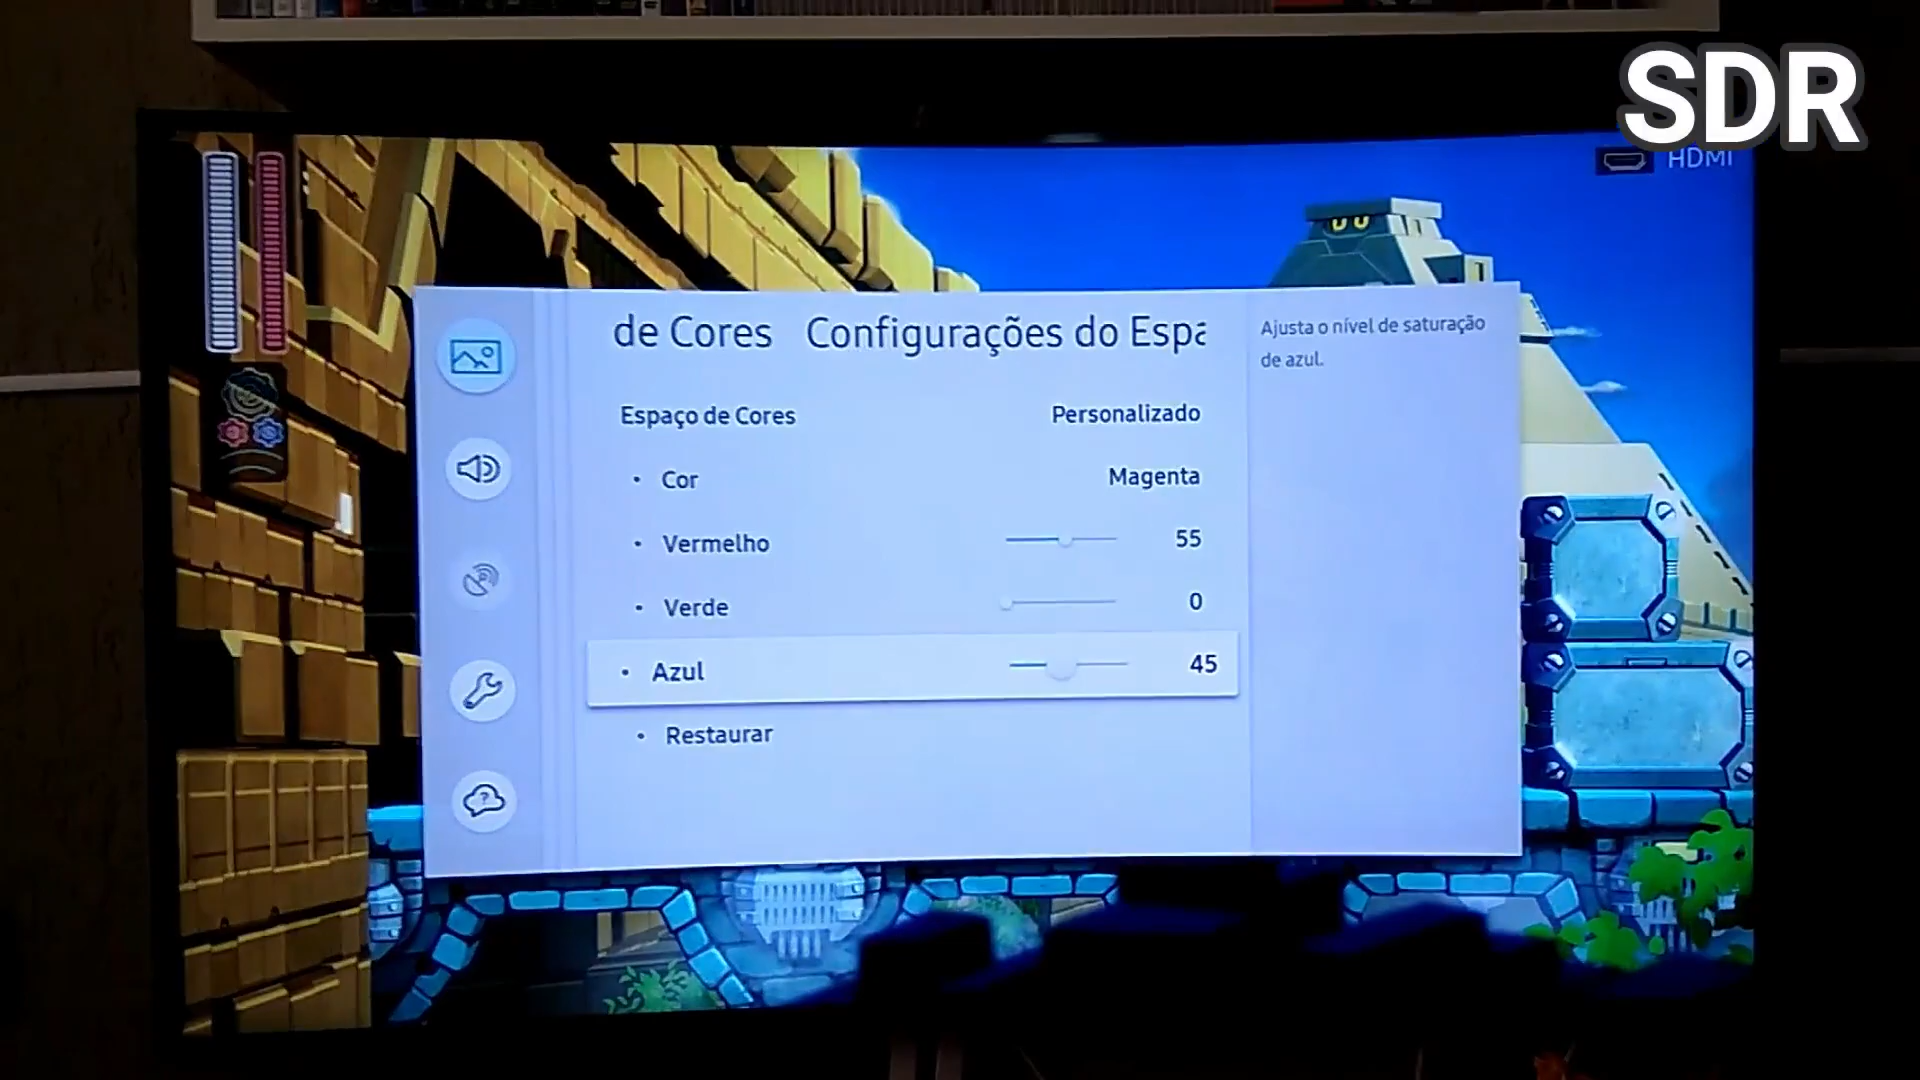 SDR
HDMI
de Cores Configurações do Espa
Ajusta o nível de saturação
de azul.
Espaço de Cores Personalizado
• Cor Magenta
• Vermelho 55
• Verde 0
• Azul 45
• Restaurar